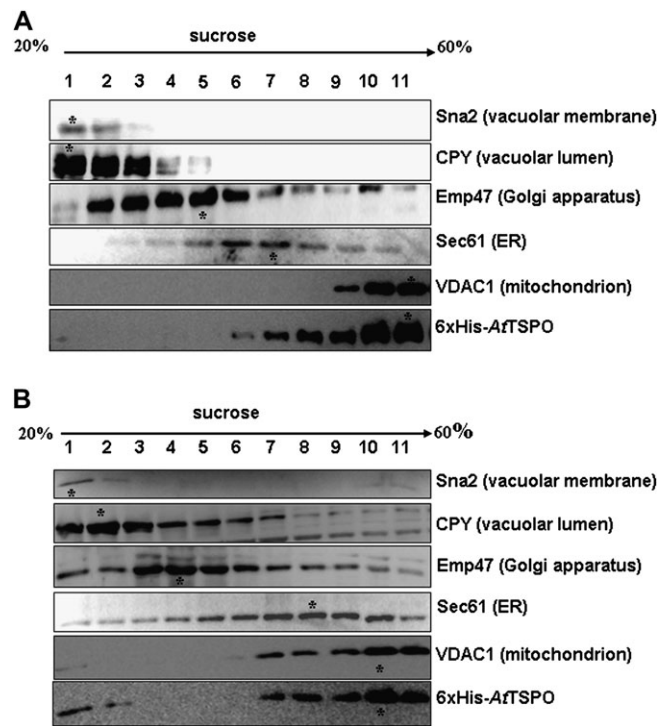 A
sucrose
20% 60%
1 2 3 4 5 6 7 8 9 10 11
* Sna2 (vacuolar membrane)
* CPY (vacuolar lumen)
* Emp47 (Golgi apparatus)
* Sec61 (ER)
* VDAC1 (mitochondrion)
* 6xHis-AtTSPO
B
sucrose
20% 60%
1 2 3 4 5 6 7 8 9 10 11
* Sna2 (vacuolar membrane)
* CPY (vacuolar lumen)
* Emp47 (Golgi apparatus)
* Sec61 (ER)
* VDAC1 (mitochondrion)
* 6xHis-AtTSPO